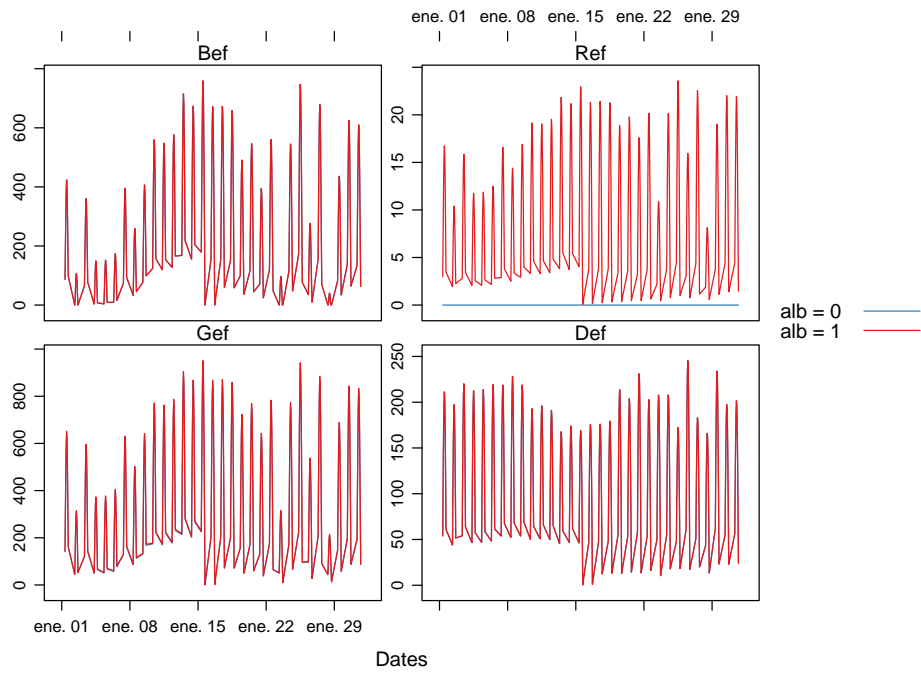 ene. 01 ene. 08 ene. 15 ene. 22 ene. 29
Bef Ref
600
400
200
0
20
15
10
5
0
alb = 0
alb = 1
Gef Def
800
600
400
200
0
250
200
150
100
50
0
ene. 01 ene. 08 ene. 15 ene. 22 ene. 29
Dates